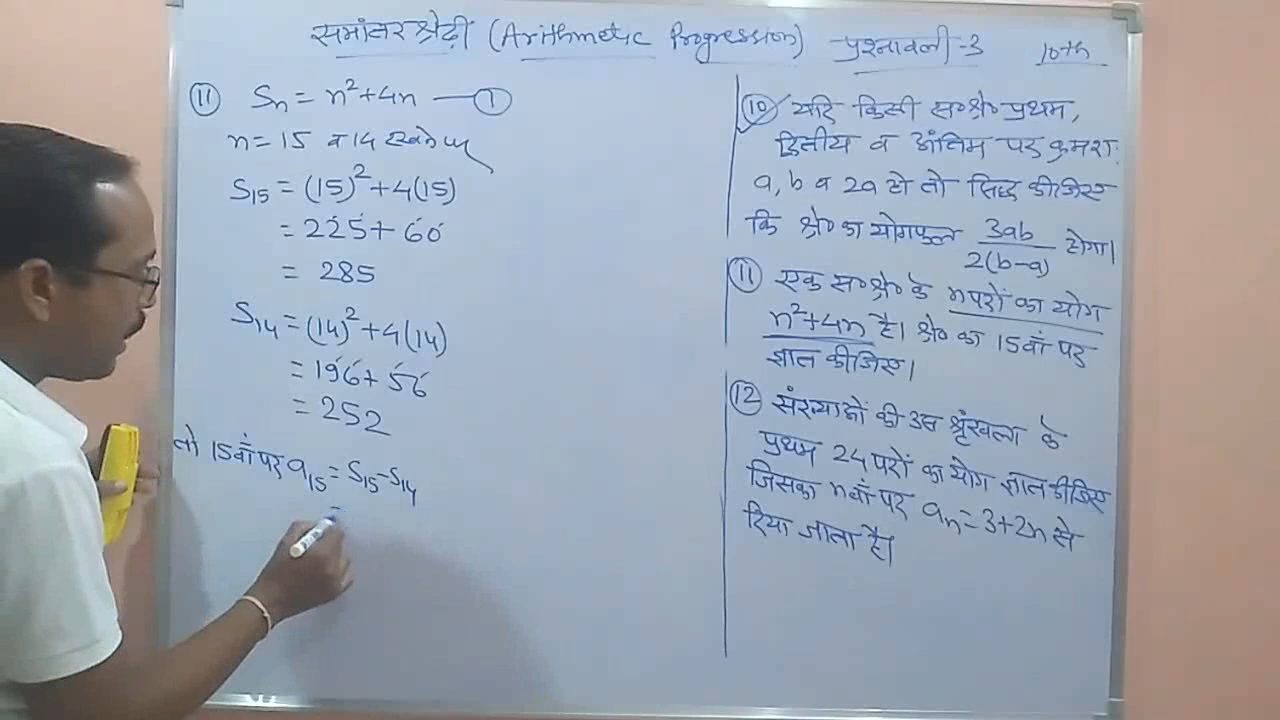 समांतर श्रेढ़ी (Arithmetic Progression) प्रश्नावली-3 10th
⑪ Sₙ = n²+4n —①
n = 15 व 14 रखने पर
S₁₅ = (15)²+4(15)
= 225+60
= 285
S₁₄ = (14)²+4(14)
= 196+56
= 252
तो 15वाँ पद a₁₅ = S₁₅-S₁₄
=
⑩ यदि किसी स॰श्रे॰ प्रथम,
द्वितीय व अंतिम पद क्रमश:
a, b व 2a हो तो सिद्ध कीजिए
कि श्रे॰ का योगफल 3ab/2(b-a) होगा।
⑪ एक स॰श्रे॰ के n पदों का योग
n²+4n है। श्रे॰ का 15वाँ पद
ज्ञात कीजिए।
⑫ संख्याओं की उस श्रृंखला के
प्रथम 24 पदों का योग ज्ञात कीजिए
जिसका nवाँ पद aₙ = 3+2n से
दिया जाता है।